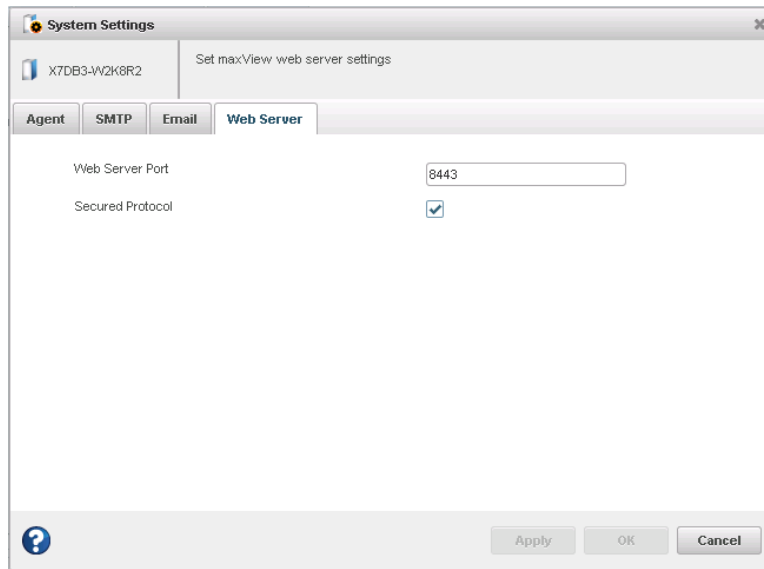 System Settings
X7DB3-W2K8R2
Set maxView web server settings
Agent
SMTP
Email
Web Server
Web Server Port
8443
Secured Protocol
?
Apply
OK
Cancel